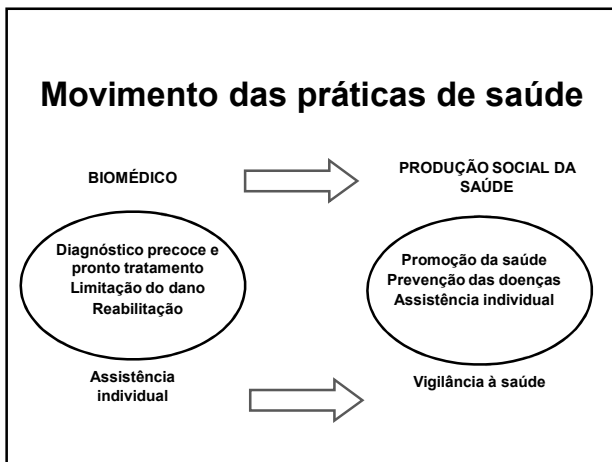 Movimento das práticas de saúde
BIOMÉDICO
Diagnóstico precoce e
pronto tratamento
Limitação do dano
Reabilitação
Assistência
individual
PRODUÇÃO SOCIAL DA
SAÚDE
Promoção da saúde
Prevenção das doenças
Assistência individual
Vigilância à saúde